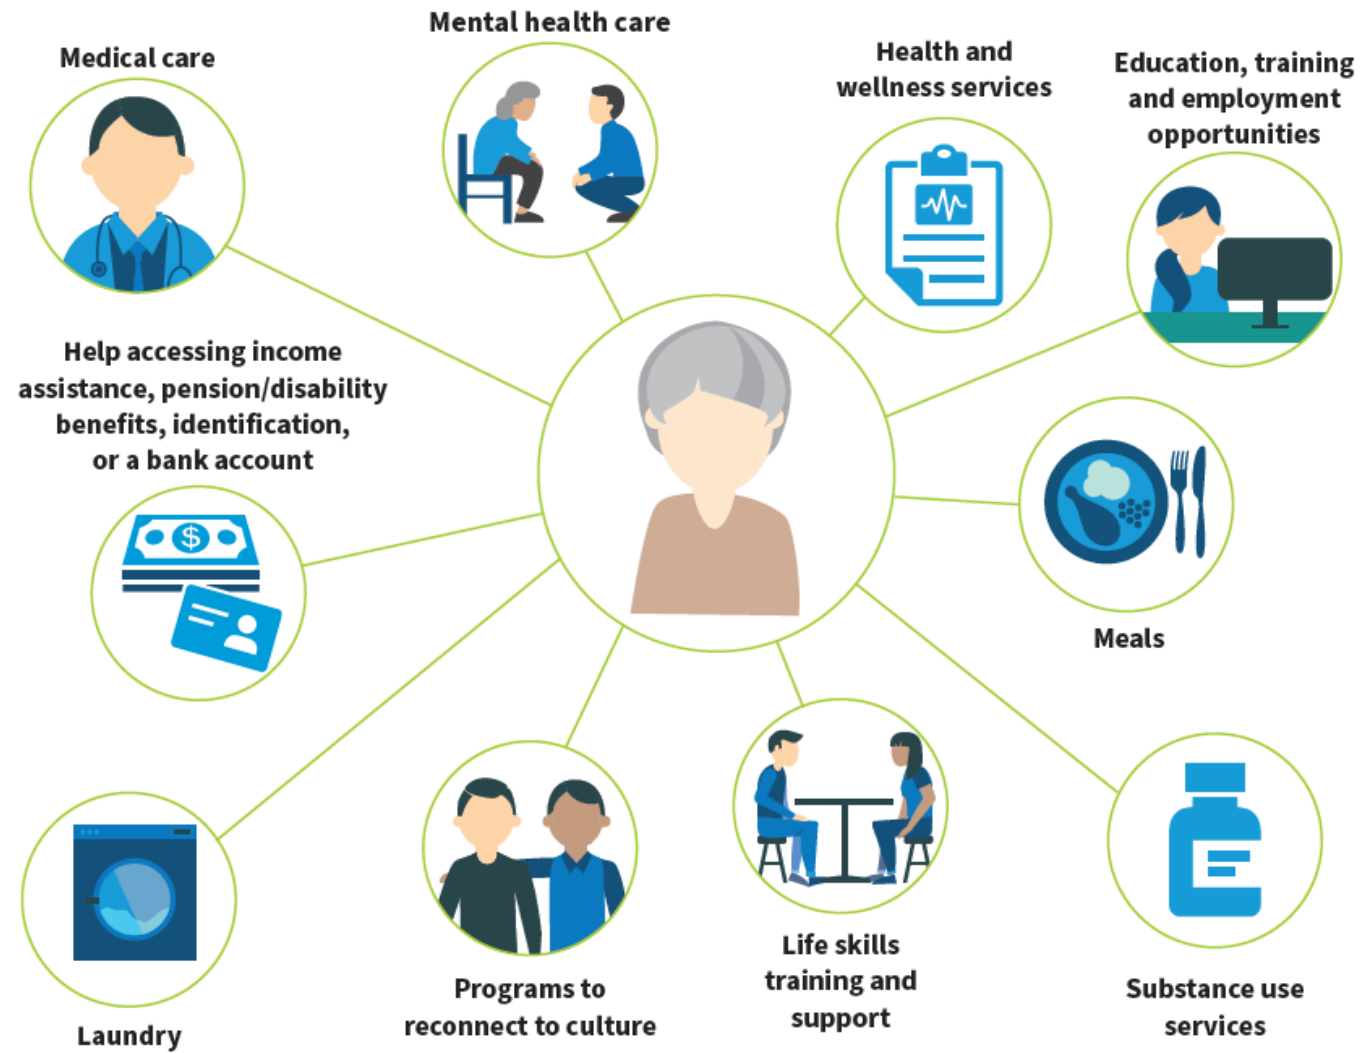 Medical care
Mental health care
Health and
wellness services
Education, training
and employment
opportunities
Help accessing income
assistance, pension/disability
benefits, identification,
or a bank account
$
Meals
Laundry
Programs to
reconnect to culture
Life skills
training and
support
Substance use
services